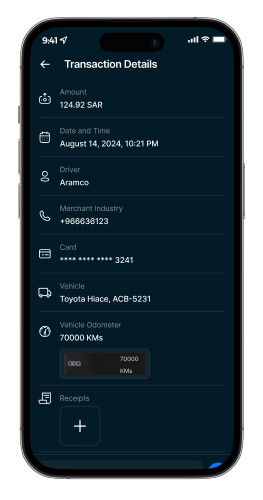 9:41
Transaction Details
Amount
124.92 SAR
Date and Time
August 14, 2024, 10:21 PM
Driver
Aramco
Merchant Industry
+966636123
Card
**** **** **** 3241
Vehicle
Toyota Hiace, ACB-5231
Vehicle Odometer
70000 KMs
70000
KMs
Receipts